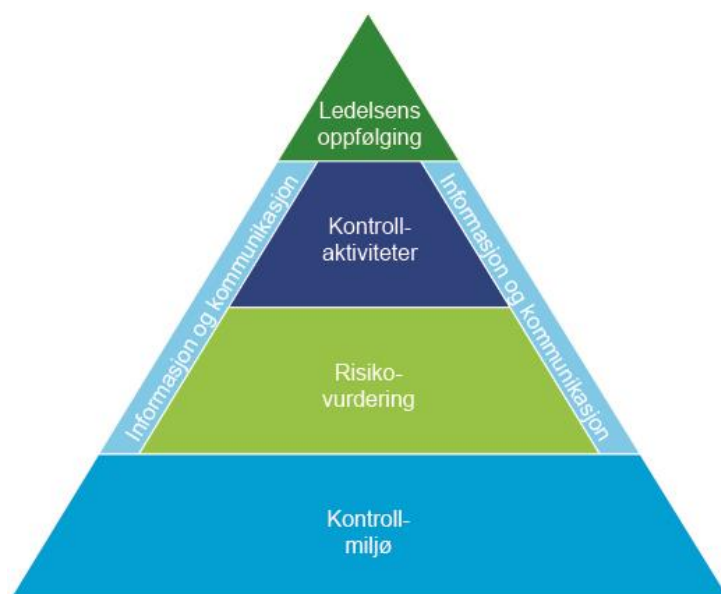 Ledelsens
oppfølging
Informasjon og kommunikasjon
Informasjon og kommunikasjon
Kontroll-
aktiviteter
Risiko-
vurdering
Kontroll-
miljø